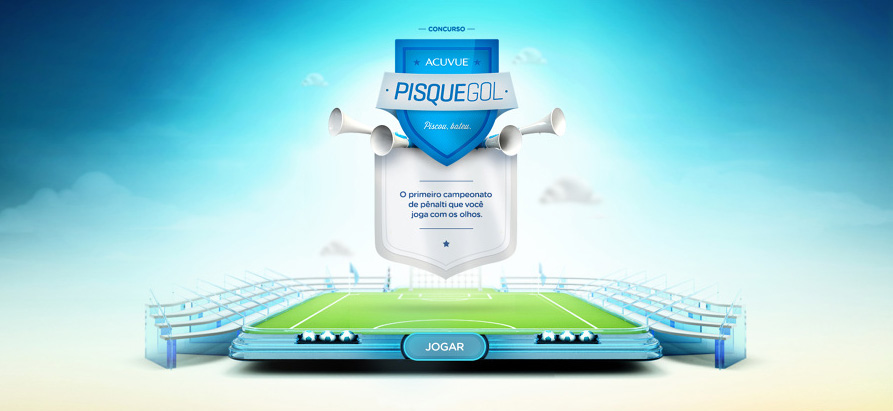 CONCURSO
ACUVUE
PISQUEGOL
Piscou, bateu.
O primeiro campeonato
de pênalti que você
joga com os olhos.
JOGAR